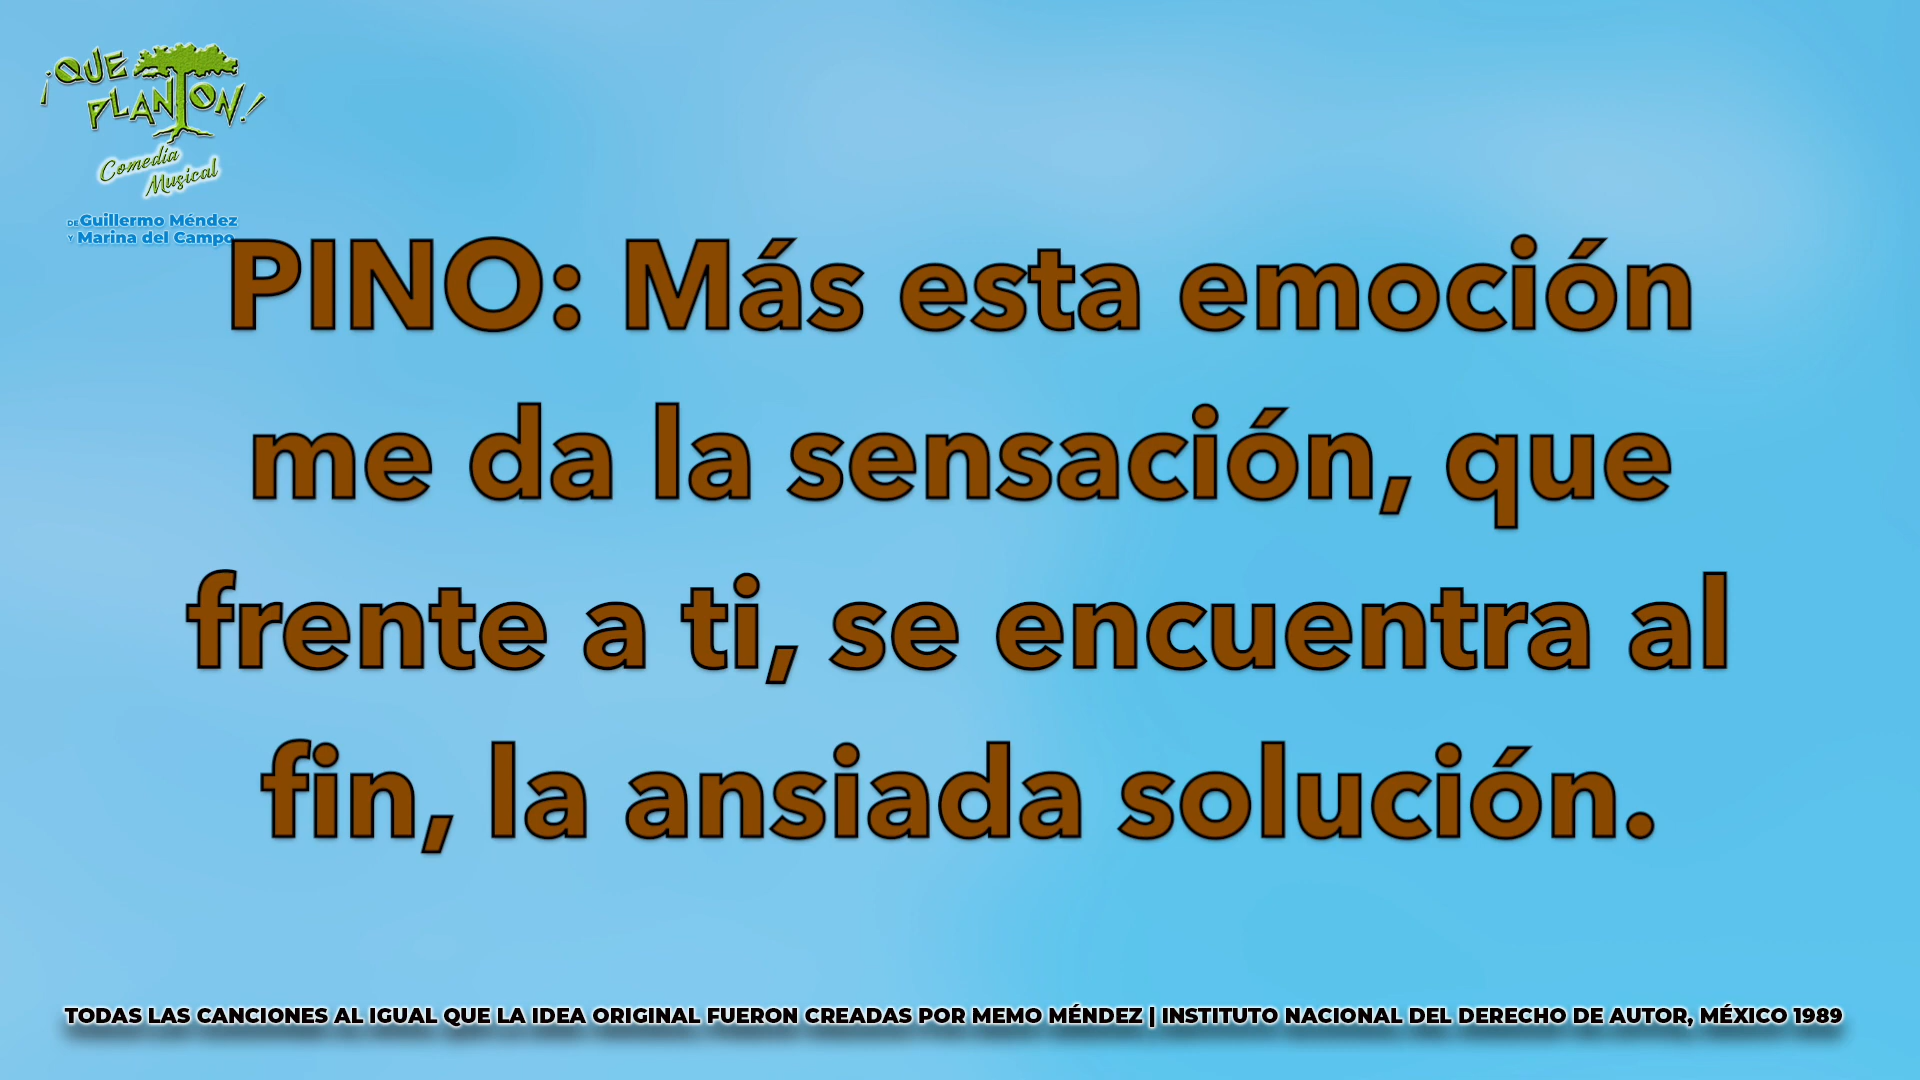 ¡QUE
PLANTON!
Comedia
Musical
DE Guillermo Méndez
Y Marina del Campo
PINO: Más esta emoción
me da la sensación, que
frente a ti, se encuentra al
fin, la ansiada solución.
TODAS LAS CANCIONES AL IGUAL QUE LA IDEA ORIGINAL FUERON CREADAS POR MEMO MÉNDEZ | INSTITUTO NACIONAL DEL DERECHO DE AUTOR, MÉXICO 1989